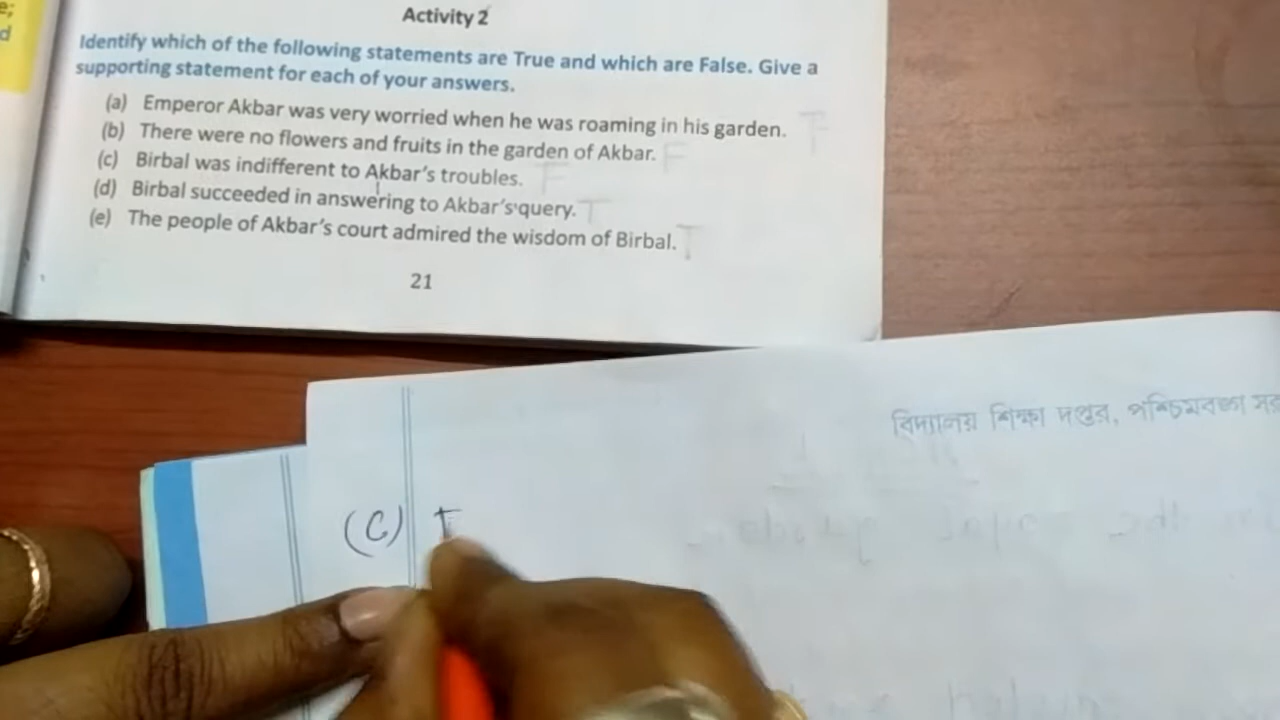 e;
d
Activity 2
Identify which of the following statements are True and which are False. Give a
supporting statement for each of your answers.
(a) Emperor Akbar was very worried when he was roaming in his garden. T
(b) There were no flowers and fruits in the garden of Akbar. F
(c) Birbal was indifferent to Akbar's troubles. F
(d) Birbal succeeded in answering to Akbar's query. T
(e) The people of Akbar's court admired the wisdom of Birbal. T
21
বিদ্যালয় শিক্ষা দপ্তর, পশ্চিমবঙ্গ
(C)